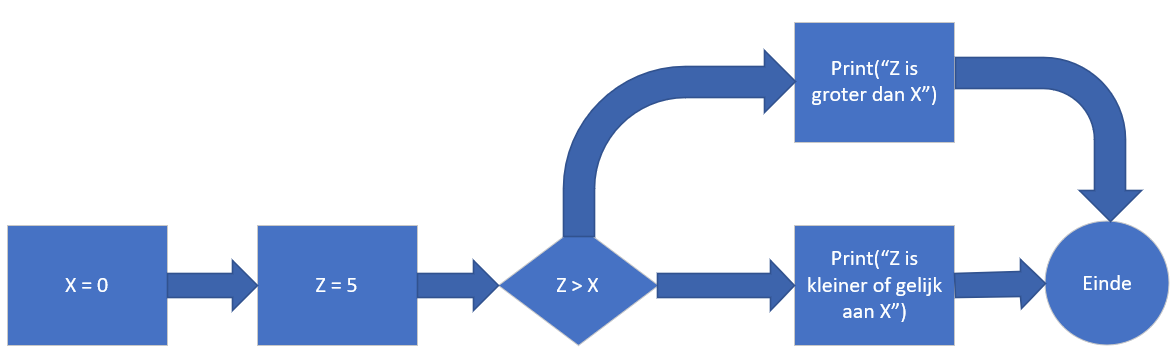 X = 0
Z = 5
Z > X
Print(“Z is
groter dan X”)
Print(“Z is
kleiner of gelijk
aan X”)
Einde